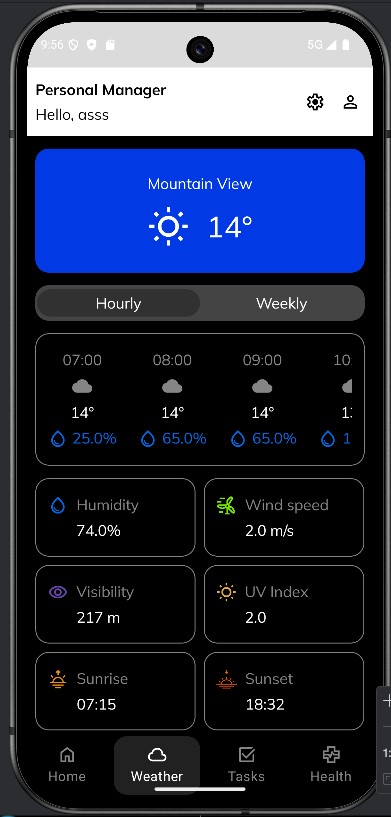 9:56 5G
Personal Manager
Hello, asss
Mountain View
14°
Hourly Weekly
07:00 08:00 09:00 10:
14° 14° 14° 1
25.0% 65.0% 65.0% 1
Humidity Wind speed
74.0% 2.0 m/s
Visibility UV Index
217 m 2.0
Sunrise Sunset
07:15 18:32
Home Weather Tasks Health
1: